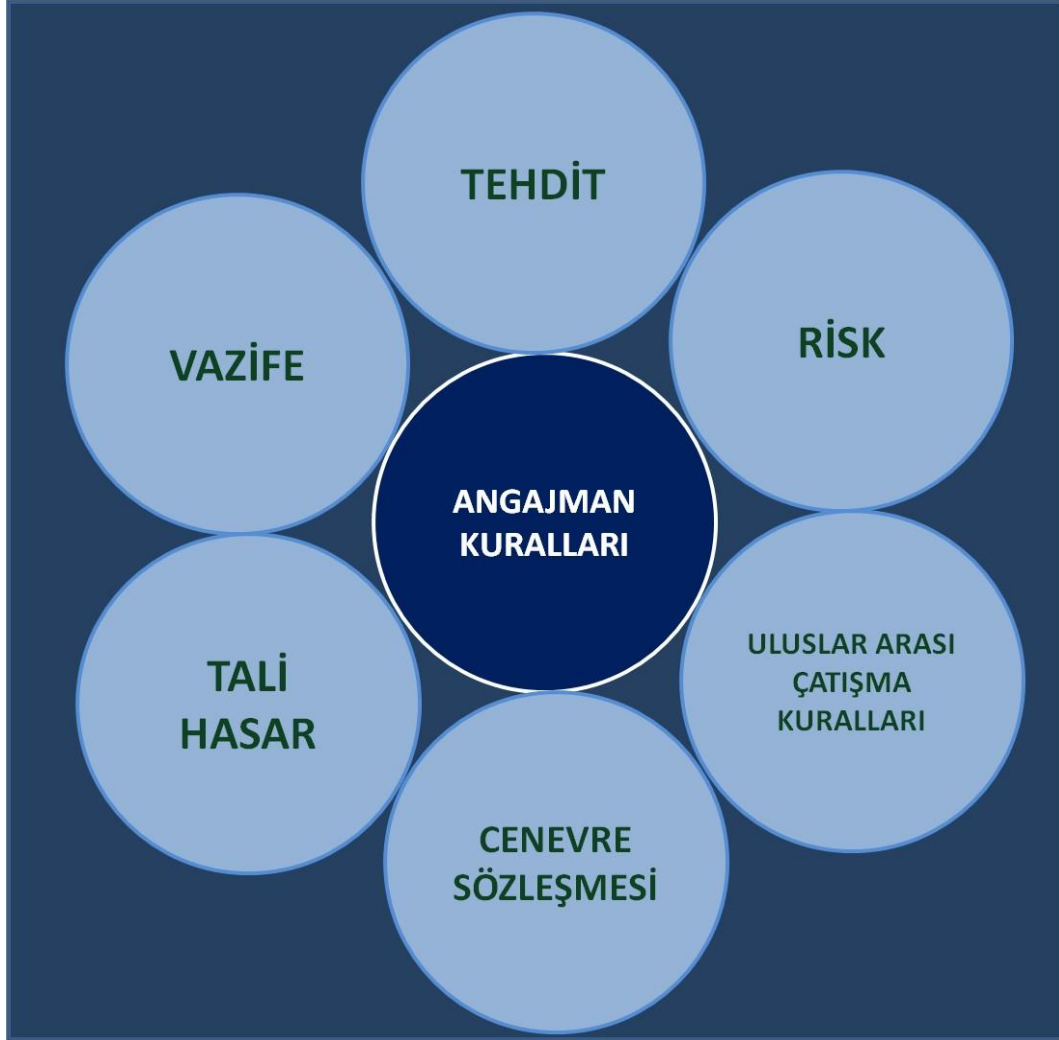 TEHDİT
RİSK
VAZİFE
ANGAJMAN
KURALLARI
ULUSLAR ARASI
ÇATIŞMA
KURALLARI
TALİ
HASAR
CENEVRE
SÖZLEŞMESİ